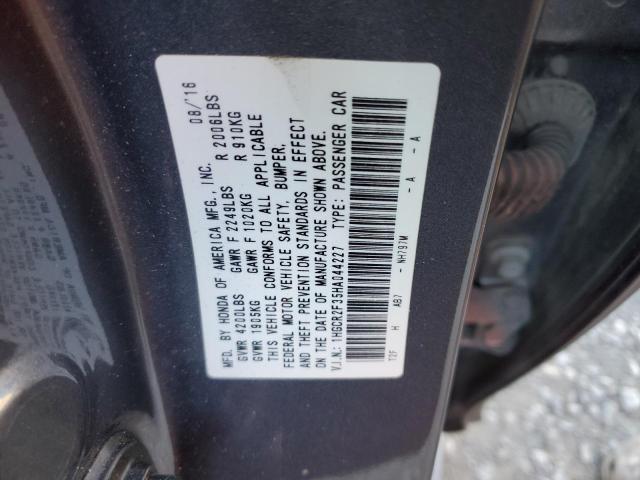 MFD. BY HONDA OF AMERICA MFG., INC. 08/'16
GVWR 4200LBS GAWR F 2249LBS R 2006LBS
GVWR 1905KG GAWR F 1020KG R 910KG
THIS VEHICLE CONFORMS TO ALL APPLICABLE
FEDERAL MOTOR VEHICLE SAFETY, BUMPER,
AND THEFT PREVENTION STANDARDS IN EFFECT
ON THE DATE OF MANUFACTURE SHOWN ABOVE.
V.I.N.: 1HGCR2F35HA044227 TYPE: PASSENGER CAR
T2F H AB7 - NH797M - A - A